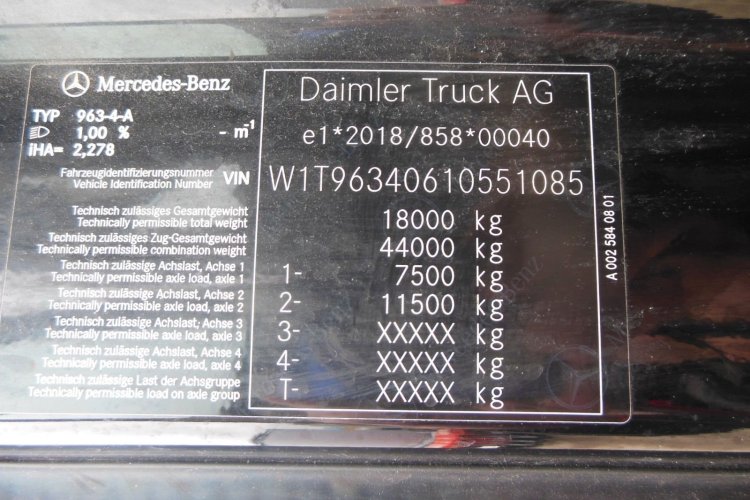 Mercedes-Benz
TYP 963-4-A
1,00 % - m-1
iHA= 2,278
Daimler Truck AG
e1*2018/858*00040
Fahrzeugidentifizierungsnummer
Vehicle Identification Number VIN W1T96340610551085
Technisch zulässiges Gesamtgewicht
Technically permissible total weight 18000 kg
Technisch zulässiges Zug-Gesamtgewicht
Technically permissible combination weight 44000 kg
Technisch zulässige Achslast, Achse 1
Technically permissible axle load, axle 1 1- 7500 kg
Technisch zulässige Achslast, Achse 2
Technically permissible axle load, axle 2 2- 11500 kg
Technisch zulässige Achslast, Achse 3
Technically permissible axle load, axle 3 3- XXXXX kg
Technisch zulässige Achslast, Achse 4
Technically permissible axle load, axle 4 4- XXXXX kg
Technisch zulässige Last der Achsgruppe
Technically permissible load on axle group T- XXXXX kg
A 002 584 08 01